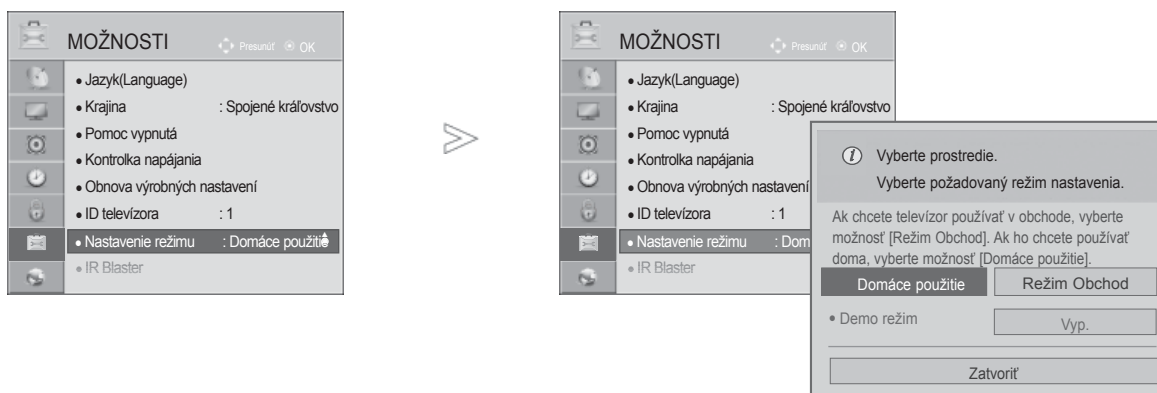 MOŽNOSTI Presunúť OK
• Jazyk(Language)
• Krajina : Spojené kráľovstvo
• Pomoc vypnutá
• Kontrolka napájania
• Obnova výrobných nastavení
• ID televízora : 1
• Nastavenie režimu : Domáce použitie
• IR Blaster
MOŽNOSTI Presunúť OK
• Jazyk(Language)
• Krajina : Spojené kráľovstvo
• Pomoc vypnutá
• Kontrolka napájania
• Obnova výrobných nastavení
• ID televízora : 1
• Nastavenie režimu : Dom
• IR Blaster
Vyberte prostredie.
Vyberte požadovaný režim nastavenia.
Ak chcete televízor používať v obchode, vyberte
možnosť [Režim Obchod]. Ak ho chcete používať
doma, vyberte možnosť [Domáce použitie].
Domáce použitie Režim Obchod
• Demo režim Vyp.
Zatvoriť